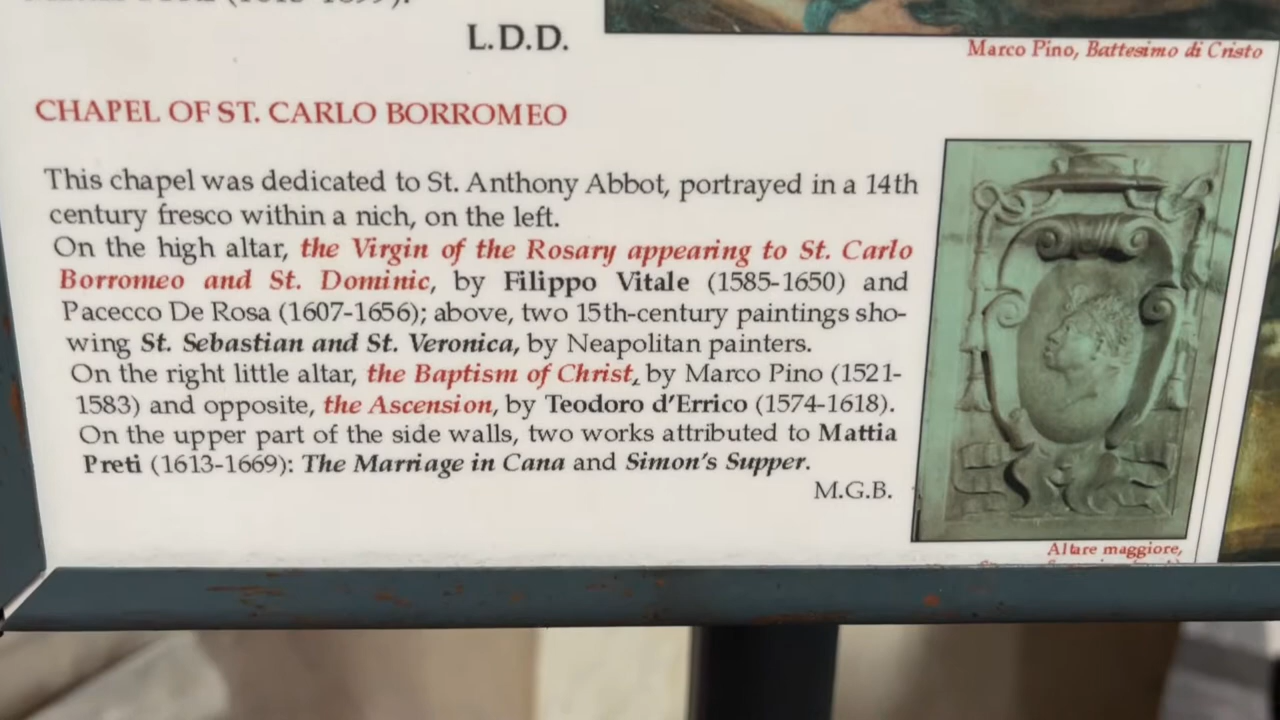 L.D.D.
Marco Pino, Battesimo di Cristo
CHAPEL OF ST. CARLO BORROMEO
This chapel was dedicated to St. Anthony Abbot, portrayed in a 14th
century fresco within a nich, on the left.
On the high altar, the Virgin of the Rosary appearing to St. Carlo
Borromeo and St. Dominic, by Filippo Vitale (1585-1650) and
Pacecco De Rosa (1607-1656); above, two 15th-century paintings sho-
wing St. Sebastian and St. Veronica, by Neapolitan painters.
On the right little altar, the Baptism of Christ, by Marco Pino (1521-
1583) and opposite, the Ascension, by Teodoro d'Errico (1574-1618).
On the upper part of the side walls, two works attributed to Mattia
Preti (1613-1669): The Marriage in Cana and Simon's Supper.
M.G.B.
Altare maggiore,